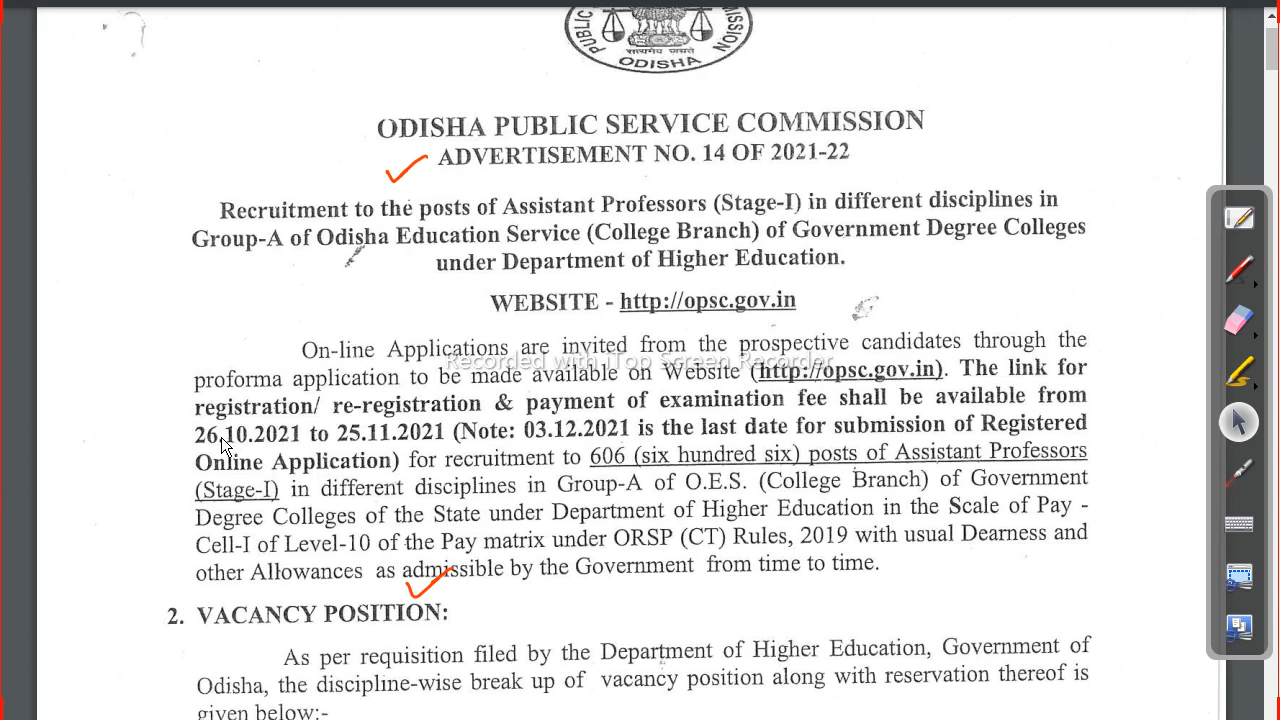 PUBLIC
MISSION
सत्यमेव जयते
ODISHA
ODISHA PUBLIC SERVICE COMMISSION
ADVERTISEMENT NO. 14 OF 2021-22
Recruitment to the posts of Assistant Professors (Stage-I) in different disciplines in
Group-A of Odisha Education Service (College Branch) of Government Degree Colleges
under Department of Higher Education.
WEBSITE - http://opsc.gov.in
On-line Applications are invited from the prospective candidates through the
Recorded with iTop Screen Recorder
proforma application to be made available on Website (http://opsc.gov.in). The link for
registration/ re-registration & payment of examination fee shall be available from
26.10.2021 to 25.11.2021 (Note: 03.12.2021 is the last date for submission of Registered
Online Application) for recruitment to 606 (six hundred six) posts of Assistant Professors
(Stage-I) in different disciplines in Group-A of O.E.S. (College Branch) of Government
Degree Colleges of the State under Department of Higher Education in the Scale of Pay -
Cell-I of Level-10 of the Pay matrix under ORSP (CT) Rules, 2019 with usual Dearness and
other Allowances as admissible by the Government from time to time.
2. VACANCY POSITION:
As per requisition filed by the Department of Higher Education, Government of
Odisha, the discipline-wise break up of vacancy position along with reservation thereof is
given below:-